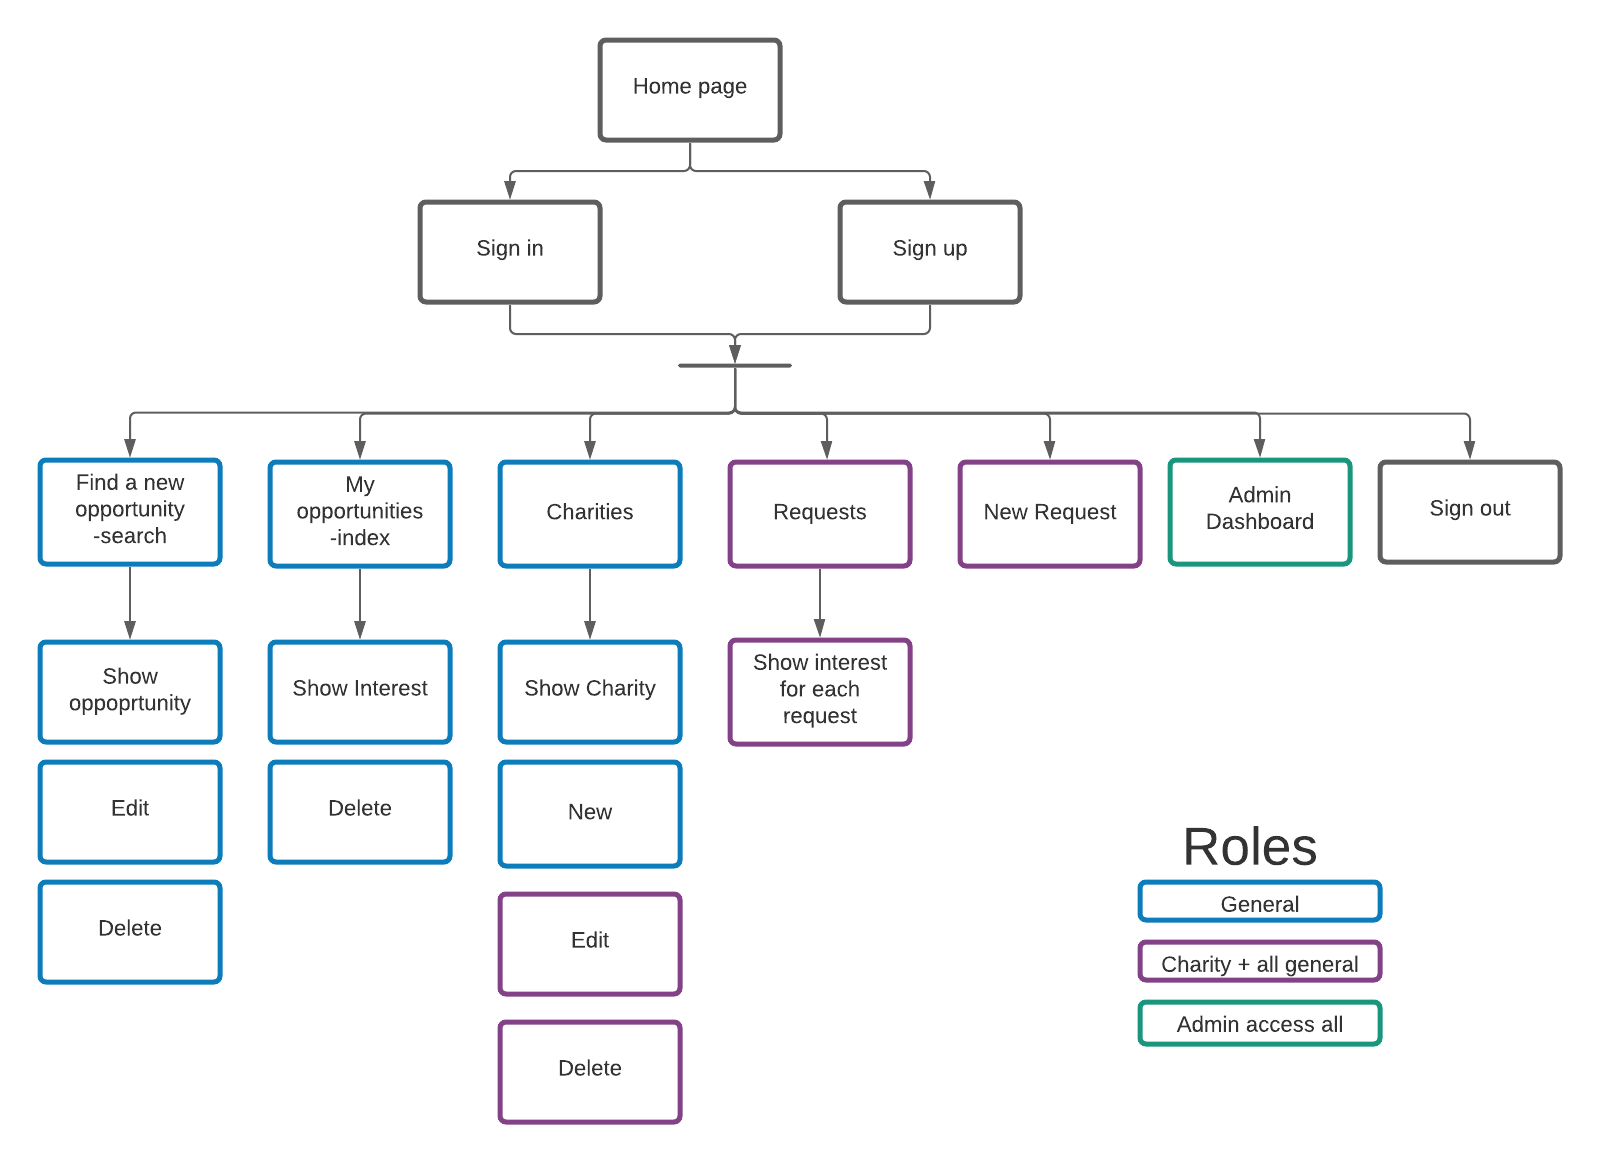 Home page
Sign in
Sign up
Find a new
opportunity
-search
My
opportunities
-index
Charities
Requests
New Request
Admin
Dashboard
Sign out
Show
oppoprtunity
Show Interest
Show Charity
Show interest
for each
request
Edit
Delete
New
Delete
Edit
Delete
Roles
General
Charity + all general
Admin access all